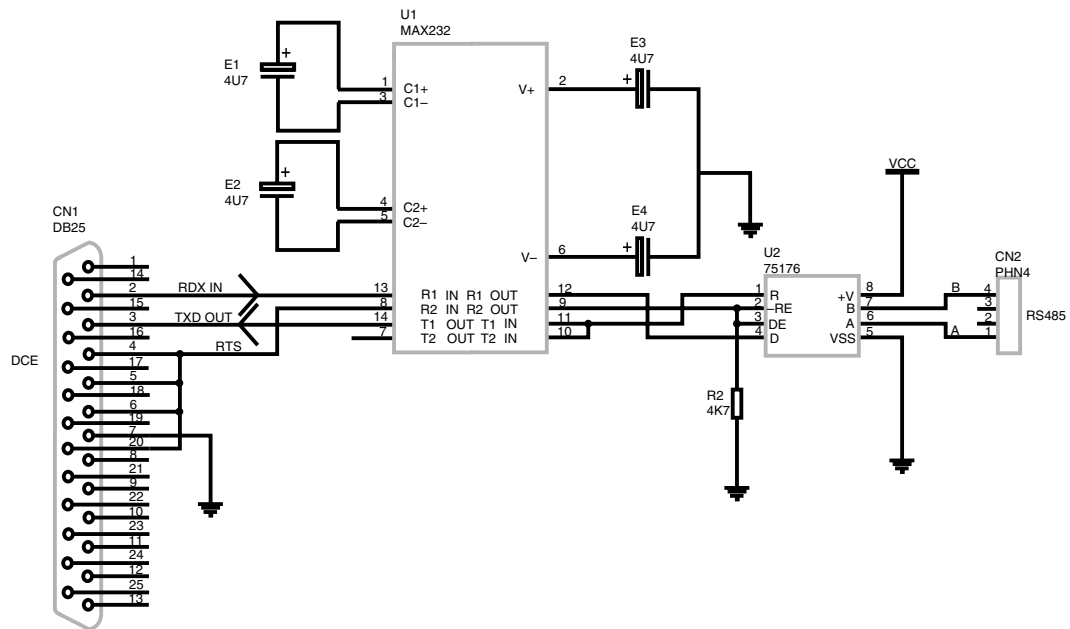 U1
MAX232
E1
4U7
+
1
3
C1+
C1–
V+
2
E3
4U7
+
E2
4U7
+
4
5
C2+
C2–
VCC
E4
4U7
+
V–
6
CN1
DB25
U2
75176
CN2
PHN4
1
14
2
15
3
16
4
17
5
18
6
19
7
20
8
21
9
22
10
23
11
24
12
25
13
RDX IN
TXD OUT
RTS
DCE
13
8
14
7
R1 IN R1 OUT
R2 IN R2 OUT
T1 OUT T1 IN
T2 OUT T2 IN
12
9
11
10
1
2
3
4
R
–RE
DE
D
+V
B
A
VSS
8
7
6
5
B
A
4
3
2
1
RS485
R2
4K7